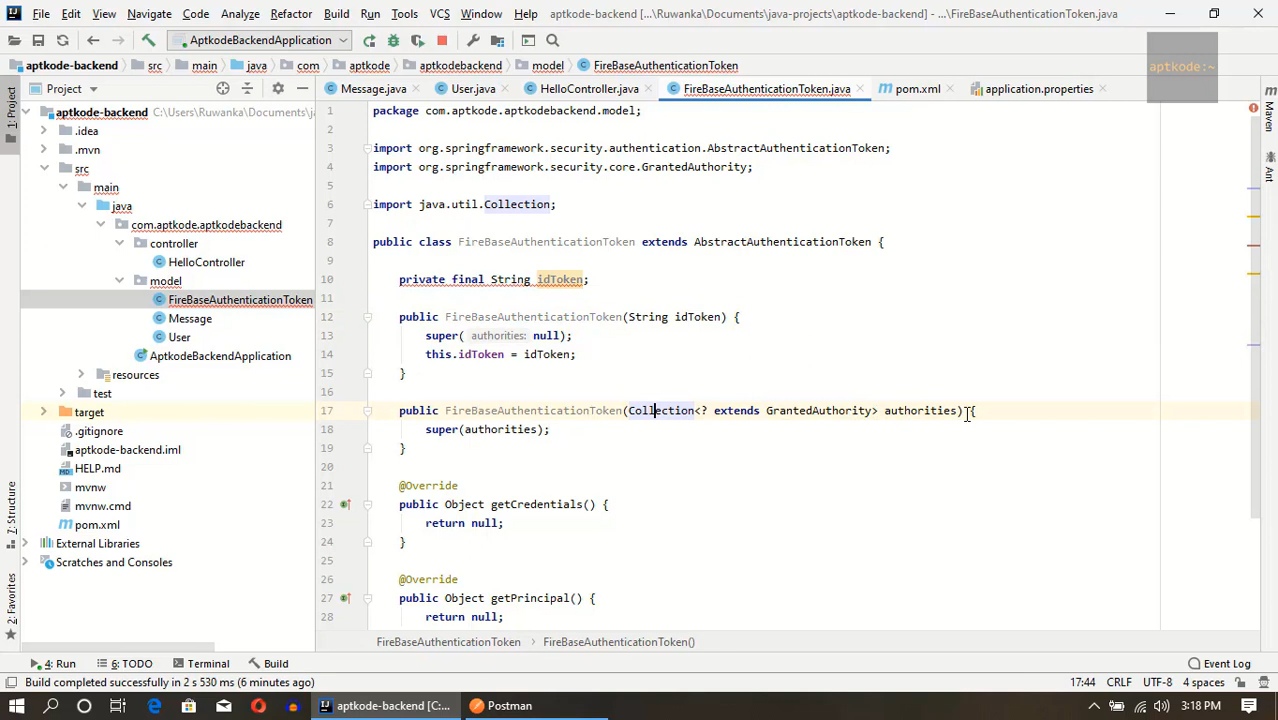 File Edit View Navigate Code Analyze Refactor Build Run Tools VCS Window Help aptkode-backend [...\Ruwanka\Documents\java-projects\aptkode-backend] - ...\FireBaseAuthenticationToken.java
AptkodeBackendApplication
aptkode-backend src main java com aptkode aptkodebackend model FireBaseAuthenticationToken
aptkode:~
Project
Message.java User.java HelloController.java FireBaseAuthenticationToken.java pom.xml application.properties
1: Project
Z: Structure
2: Favorites
Maven
Ant
aptkode-backend C:\Users\Ruwanka\Documents\j
.idea
.mvn
src
main
java
com.aptkode.aptkodebackend
controller
HelloController
model
FireBaseAuthenticationToken
Message
User
AptkodeBackendApplication
resources
test
target
.gitignore
aptkode-backend.iml
HELP.md
mvnw
mvnw.cmd
pom.xml
External Libraries
Scratches and Consoles
1 package com.aptkode.aptkodebackend.model;
2
3 import org.springframework.security.authentication.AbstractAuthenticationToken;
4 import org.springframework.security.core.GrantedAuthority;
5
6 import java.util.Collection;
7
8 public class FireBaseAuthenticationToken extends AbstractAuthenticationToken {
9
10 private final String idToken;
11
12 public FireBaseAuthenticationToken(String idToken) {
13 super( authorities: null);
14 this.idToken = idToken;
15 }
16
17 public FireBaseAuthenticationToken(Collection<? extends GrantedAuthority> authorities) {
18 super(authorities);
19 }
20
21 @Override
22 public Object getCredentials() {
23 return null;
24 }
25
26 @Override
27 public Object getPrincipal() {
28 return null;
FireBaseAuthenticationToken FireBaseAuthenticationToken()
4: Run 6: TODO Terminal Build Event Log
Build completed successfully in 2 s 530 ms (6 minutes ago) 17:44 CRLF UTF-8 4 spaces
aptkode-backend [C:... Postman 3:18 PM